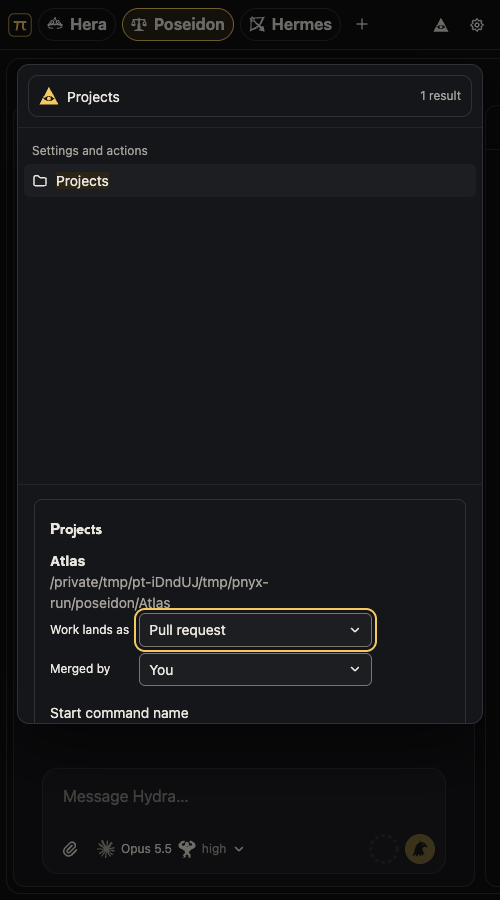 π Hera Poseidon Hermes +
Projects 1 result
Settings and actions
Projects
Projects
Atlas
/private/tmp/pt-iDndUJ/tmp/pnyx-
run/poseidon/Atlas
Work lands as Pull request
Merged by You
Start command name
Message Hydra...
Opus 5.5 high